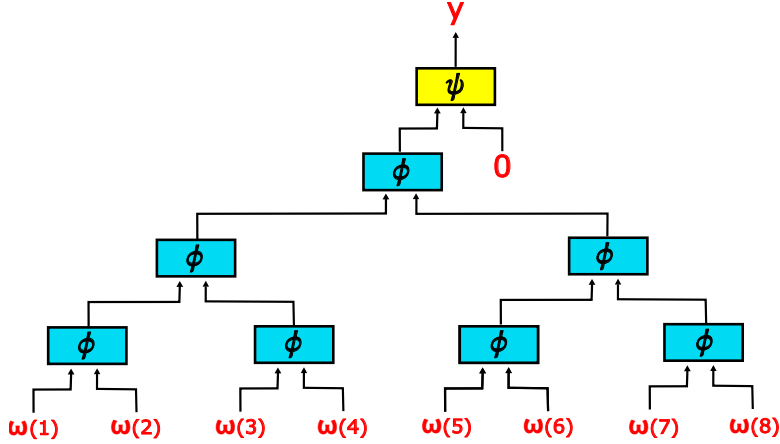 y
ψ
ϕ 0
ϕ ϕ
ϕ ϕ ϕ ϕ
ω(1) ω(2) ω(3) ω(4) ω(5) ω(6) ω(7) ω(8)